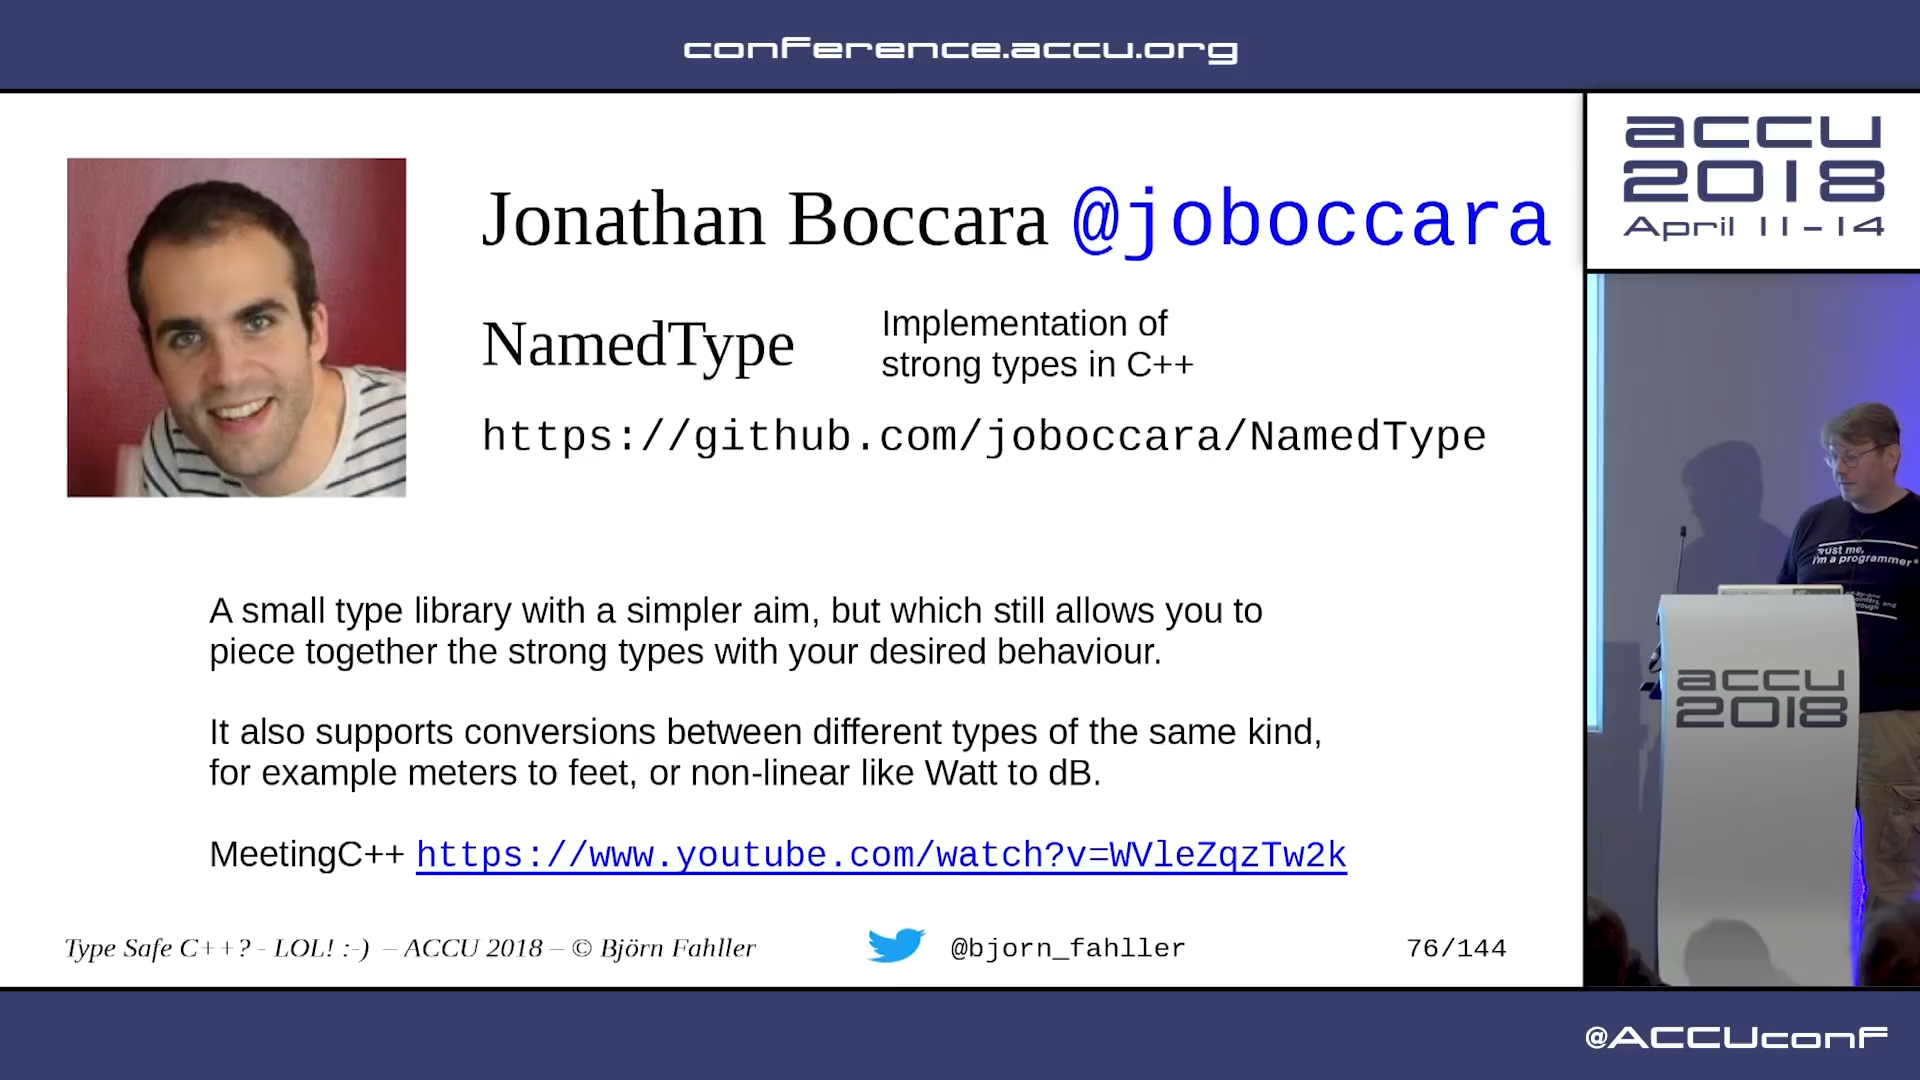 conference.accu.org
accu
2018
April 11-14
Jonathan Boccara @joboccara
NamedType
Implementation of
strong types in C++
https://github.com/joboccara/NamedType
A small type library with a simpler aim, but which still allows you to
piece together the strong types with your desired behaviour.
It also supports conversions between different types of the same kind,
for example meters to feet, or non-linear like Watt to dB.
MeetingC++ https://www.youtube.com/watch?v=WVleZqzTw2k
Type Safe C++? - LOL! :-) – ACCU 2018 – © Björn Fahller
@bjorn_fahller
76/144
trust me,
I'm a programmer*
accu
2018
@ACCUconf